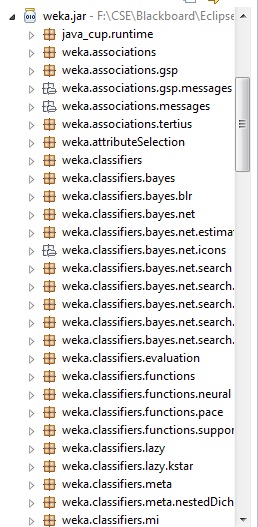 weka.jar - F:\CSE\Blackboard\Eclipse
java_cup.runtime
weka.associations
weka.associations.gsp
weka.associations.gsp.messages
weka.associations.messages
weka.associations.tertius
weka.attributeSelection
weka.classifiers
weka.classifiers.bayes
weka.classifiers.bayes.blr
weka.classifiers.bayes.net
weka.classifiers.bayes.net.estima
weka.classifiers.bayes.net.icons
weka.classifiers.bayes.net.search
weka.classifiers.bayes.net.search.
weka.classifiers.bayes.net.search.
weka.classifiers.bayes.net.search.
weka.classifiers.bayes.net.search.
weka.classifiers.evaluation
weka.classifiers.functions
weka.classifiers.functions.neural
weka.classifiers.functions.pace
weka.classifiers.functions.suppor
weka.classifiers.lazy
weka.classifiers.lazy.kstar
weka.classifiers.meta
weka.classifiers.meta.nestedDich
weka.classifiers.mi